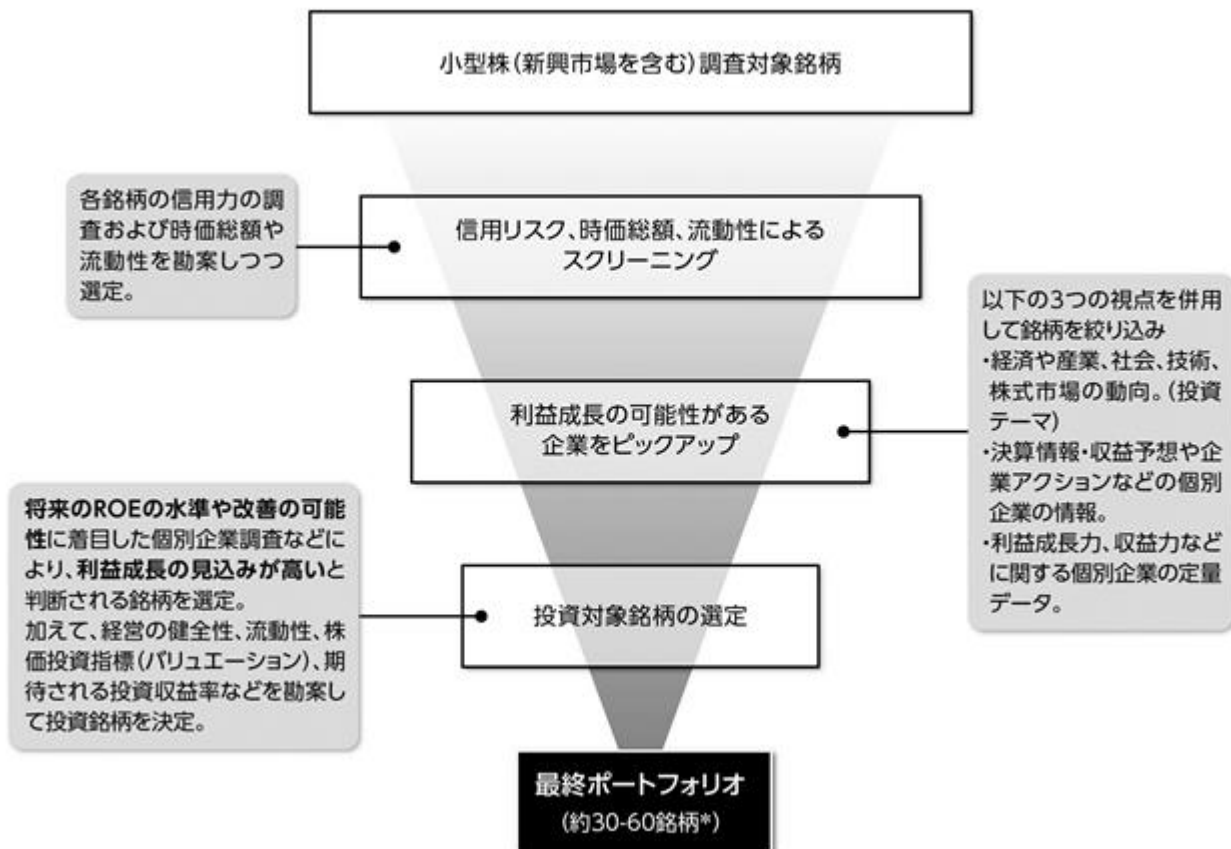 小型株(新興市場を含む)調査対象銘柄
各銘柄の信用力の調
査および時価総額や
流動性を勘案しつつ
選定。
信用リスク、時価総額、流動性による
スクリーニング
以下の3つの視点を併用
して銘柄を絞り込み
・経済や産業、社会、技術、
株式市場の動向。(投資
テーマ)
・決算情報・収益予想や企
業アクションなどの個別
企業の情報。
・利益成長力、収益力など
に関する個別企業の定量
データ。
利益成長の可能性がある
企業をピックアップ
将来のROEの水準や改善の可能
性に着目した個別企業調査などに
より、利益成長の見込みが高いと
判断される銘柄を選定。
加えて、経営の健全性、流動性、株
価投資指標(バリュエーション)、期
待される投資収益率などを勘案し
て投資銘柄を決定。
投資対象銘柄の選定
最終ポートフォリオ
(約30-60銘柄*)